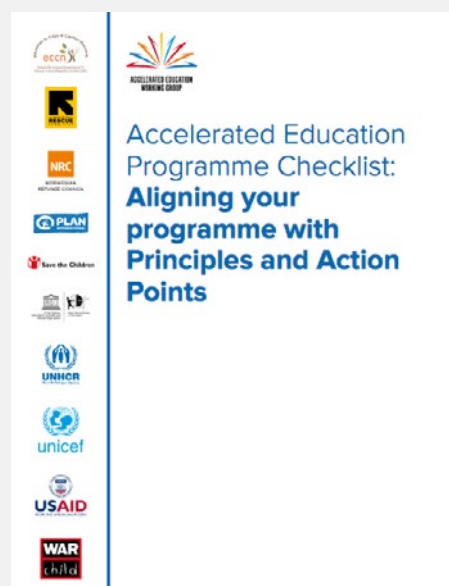 eccn
RESCUE
NRC
NORWEGIAN
REFUGEE COUNCIL
PLAN
INTERNATIONAL
Save the Children
UNHCR
unicef
USAID
WAR
child
ACCELERATED EDUCATION
WORKING GROUP
Accelerated Education
Programme Checklist:
Aligning your
programme with
Principles and Action
Points